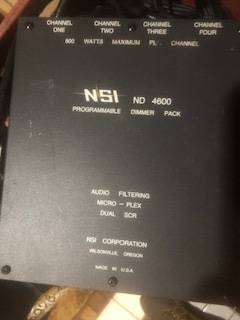 CHANNEL ONE CHANNEL TWO CHANNEL THREE CHANNEL FOUR
600 WATTS MAXIMUM PER CHANNEL
NSI ND 4600
PROGRAMMABLE DIMMER PACK
AUDIO FILTERING
MICRO-PLEX
DUAL SCR
NSI CORPORATION
WILSONVILLE, OREGON
MADE IN U.S.A.